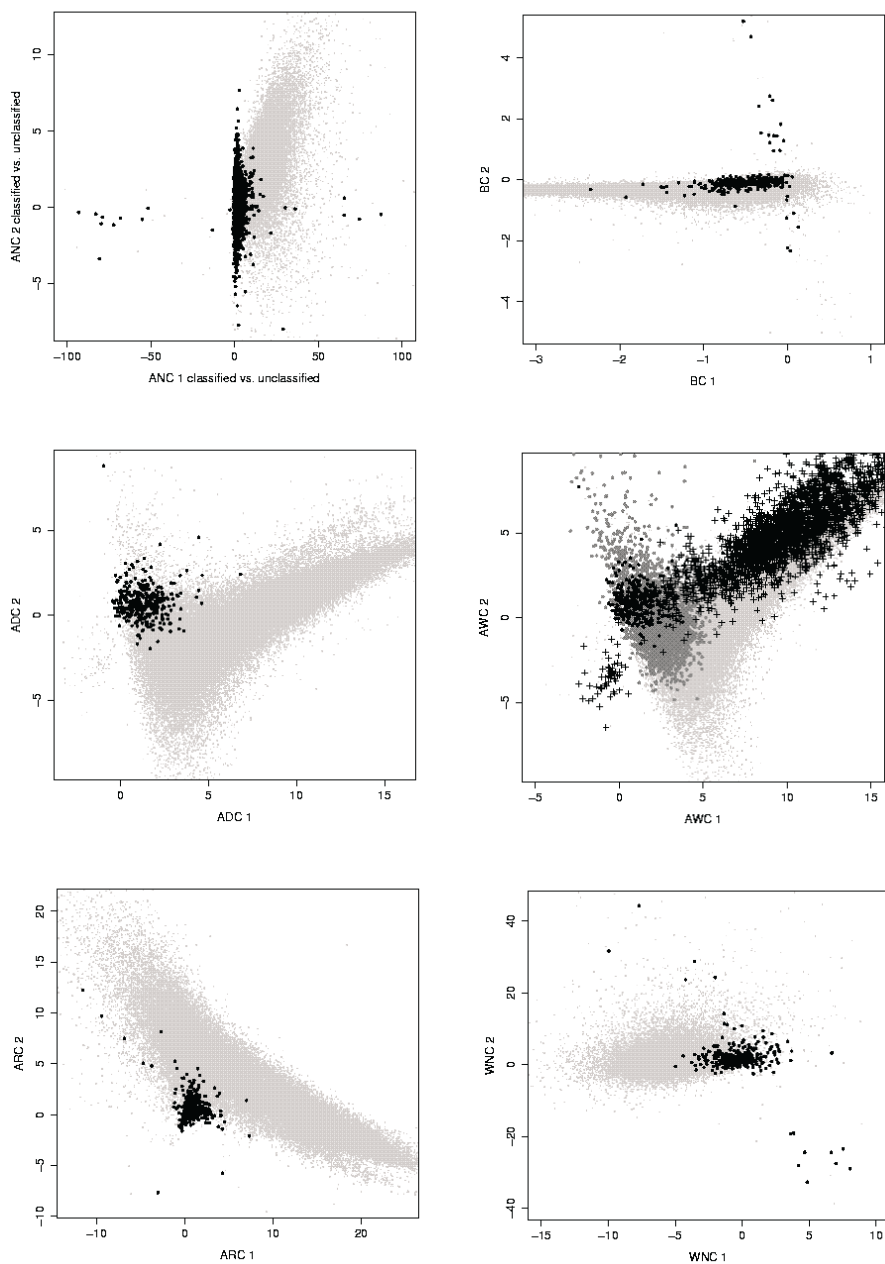 10
5
0
−5
ANC 2 classified vs. unclassified
−100 −50 0 50 100
ANC 1 classified vs. unclassified
4
2
0
−2
−4
BC 2
−3 −2 −1 0 1
BC 1
5
0
−5
ADC 2
0 5 10 15
ADC 1
5
0
−5
AWC 2
−5 0 5 10 15
AWC 1
20
15
10
5
0
−5
−10
ARC 2
−10 0 10 20
ARC 1
40
20
0
−20
−40
WNC 2
−15 −10 −5 0 5 10
WNC 1